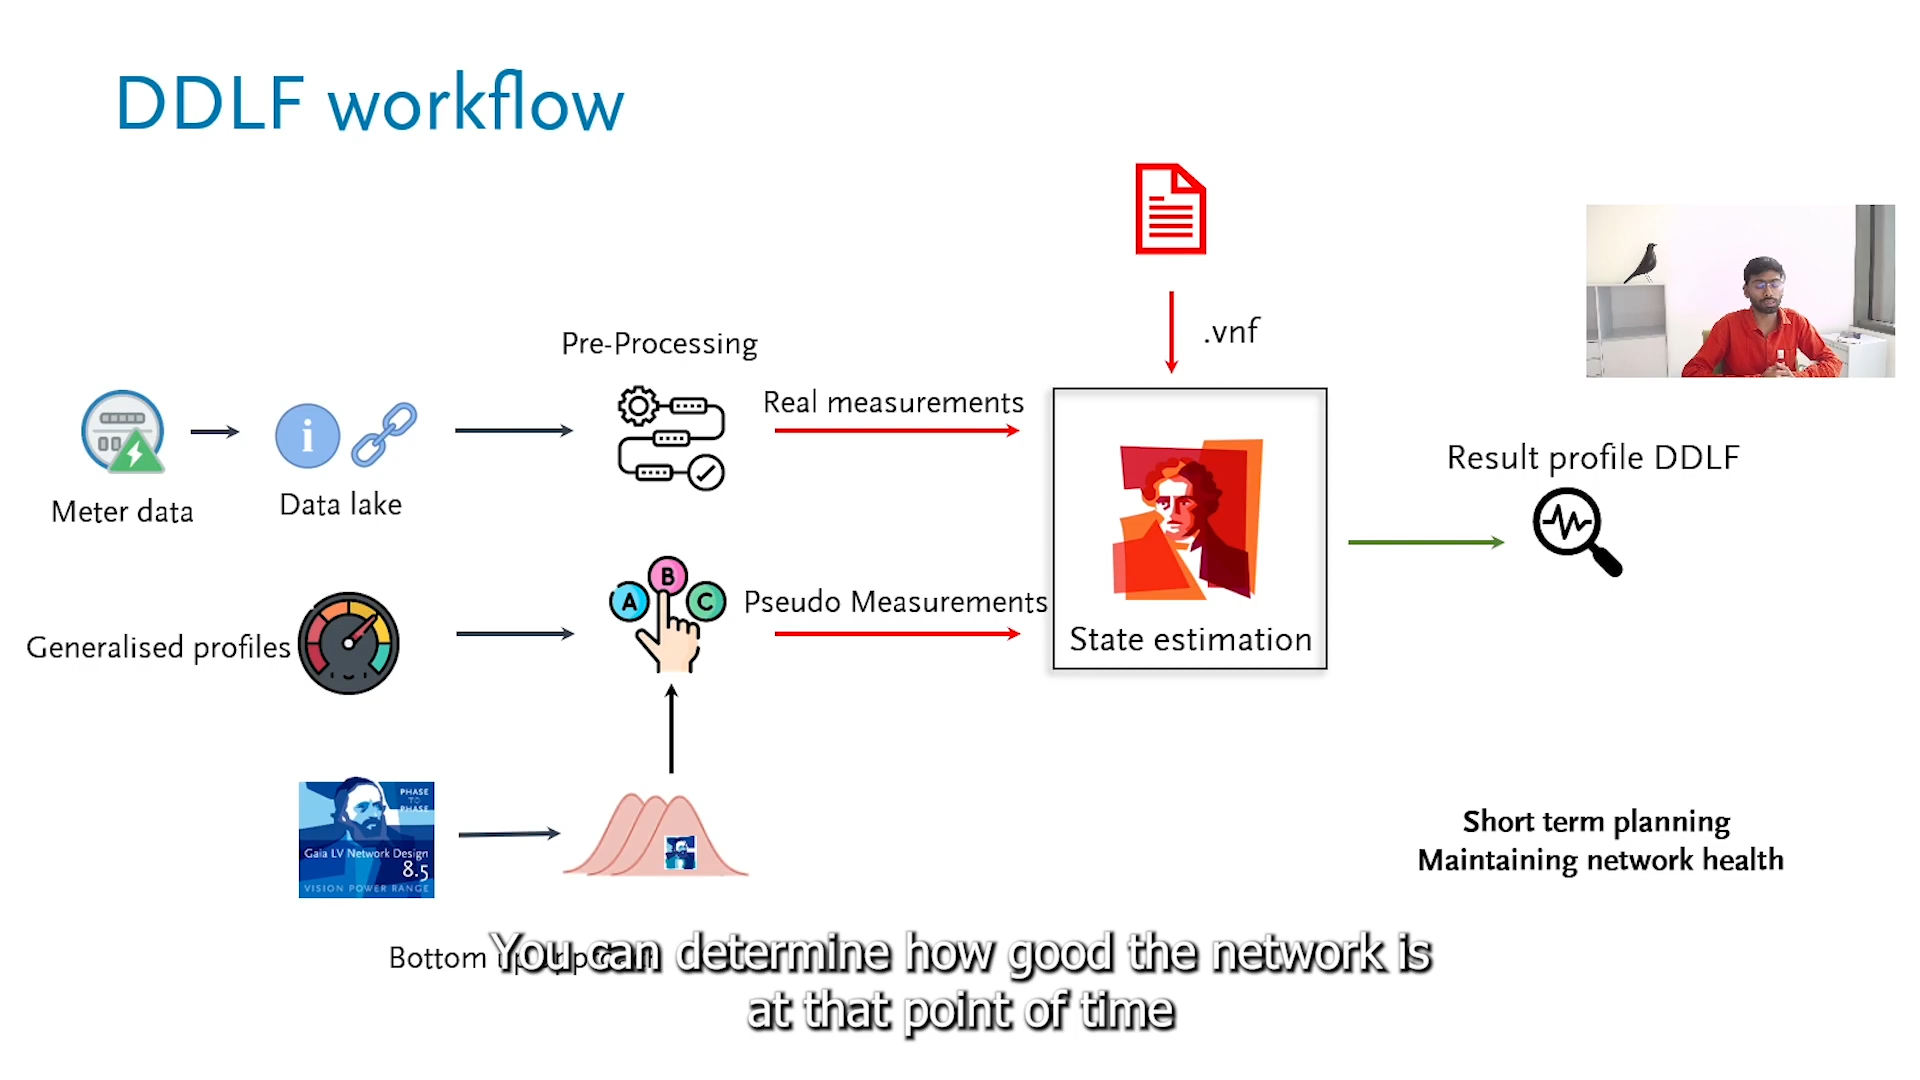 DDLF workflow
.vnf
Pre-Processing
Real measurements
i
Meter data
Data lake
Result profile DDLF
A B C
Pseudo Measurements
Generalised profiles
State estimation
PHASE
TO
PHASE
Gaia LV Network Design
8.5
VISION POWER RANGE
Short term planning
Maintaining network health
Bottom
You can determine how good the network is
at that point of time